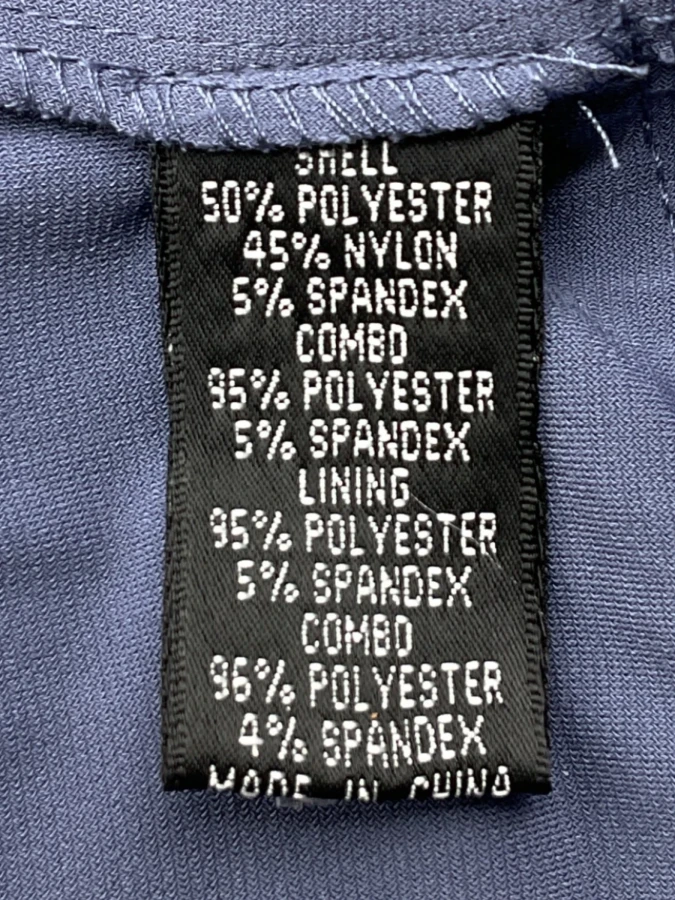 SHELL
50% POLYESTER
45% NYLON
5% SPANDEX
COMBO
95% POLYESTER
5% SPANDEX
LINING
95% POLYESTER
5% SPANDEX
COMBO
96% POLYESTER
4% SPANDEX
MADE IN CHINA